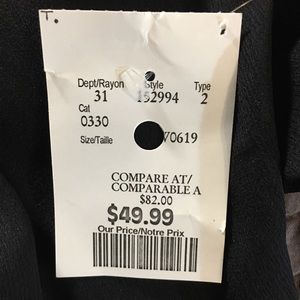 T.
Dept/Rayon Style Type
31 152994 2
Cat
0330
Size/Taille V0619
COMPARE AT/
COMPARABLE A
$82.00
$49.99
Our Price/Notre Prix